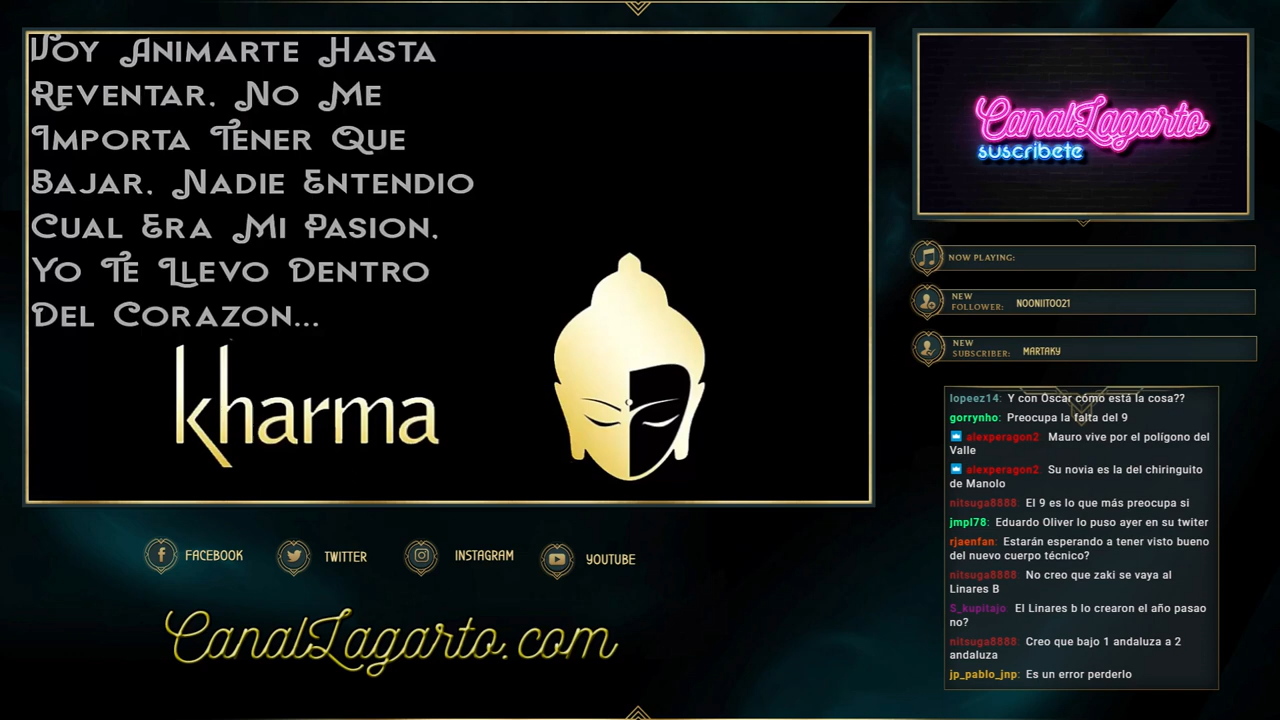 Voy Animarte Hasta
Reventar. No Me
Importa Tener Que
Bajar. Nadie Entendio
Cual Era Mi Pasion.
Yo Te Llevo Dentro
Del Corazon...
kharma
FACEBOOK
TWITTER
INSTAGRAM
YOUTUBE
CanalLagarto.com
CanalLagarto
suscribete
NOW PLAYING:
NEW
FOLLOWER: NOONIITOO21
NEW
SUBSCRIBER: MARTAKY
lopeez14: Y con Oscar cómo está la cosa??
gorrynho: Preocupa la falta del 9
alexperagon2: Mauro vive por el polígono del
Valle
alexperagon2: Su novia es la del chiringuito
de Manolo
nitsuga8888: El 9 es lo que más preocupa si
jmpl78: Eduardo Oliver lo puso ayer en su twiter
rjaenfan: Estarán esperando a tener visto bueno
del nuevo cuerpo técnico?
nitsuga8888: No creo que zaki se vaya al
Linares B
S_kupitajo: El Linares b lo crearon el año pasao
no?
nitsuga8888: Creo que bajo 1 andaluza a 2
andaluza
jp_pablo_jnp: Es un error perderlo